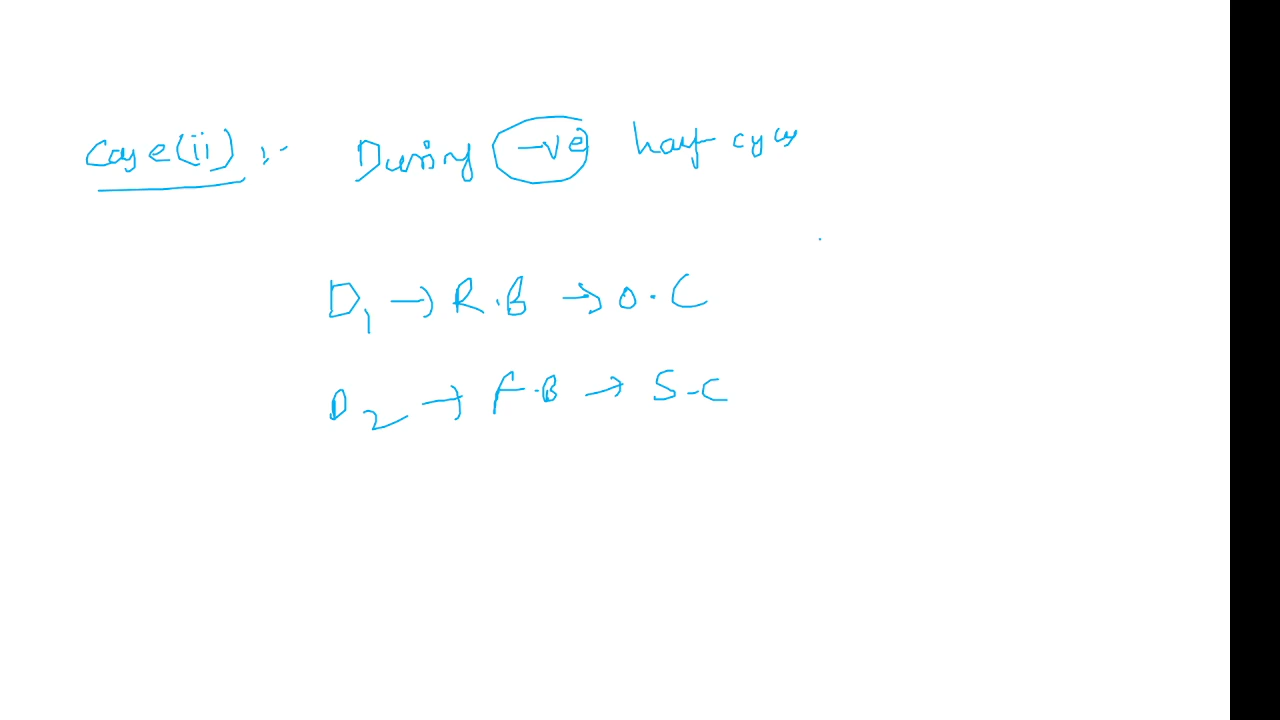 Case(ii) :- During -ve half cycle
D1 → R.B → O.C
D2 → F.B → S.C